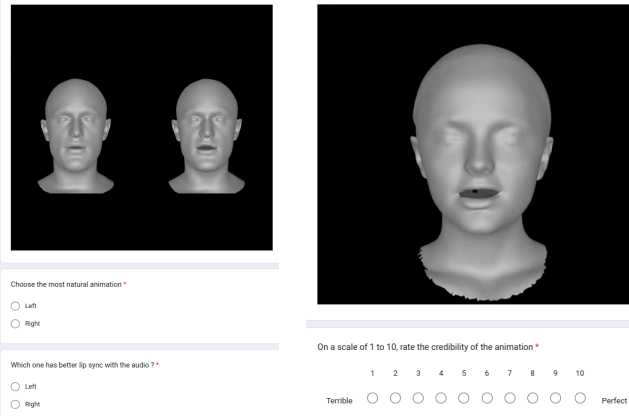 Choose the most natural animation *
Left
Right
Which one has better lip sync with the audio ? *
Left
Right
On a scale of 1 to 10, rate the credibility of the animation *
1 2 3 4 5 6 7 8 9 10
Terrible Perfect